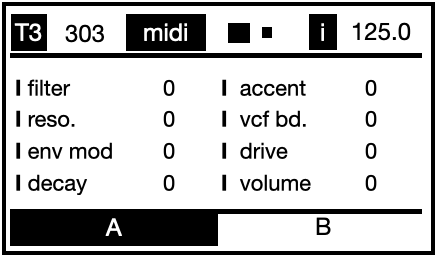 T3 303 midi i 125.0
filter 0 accent 0
reso. 0 vcf bd. 0
env mod 0 drive 0
decay 0 volume 0
A B